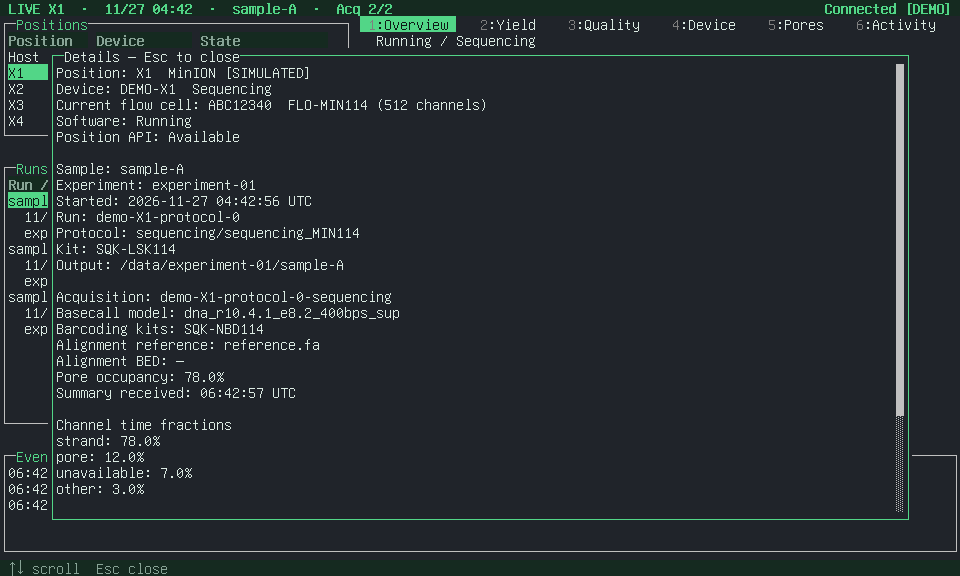 LIVE X1 · 11/27 04:42 · sample-A · Acq 2/2 Connected [DEMO]
Positions 1:Overview 2:Yield 3:Quality 4:Device 5:Pores 6:Activity
Position Device State Running / Sequencing
Host Details — Esc to close
X1 Position: X1 MinION [SIMULATED]
X2 Device: DEMO-X1 Sequencing
X3 Current flow cell: ABC12340 FLO-MIN114 (512 channels)
X4 Software: Running
Position API: Available
Runs Sample: sample-A
Run / Experiment: experiment-01
sampl Started: 2026-11-27 04:42:56 UTC
11/ Run: demo-X1-protocol-0
exp Protocol: sequencing/sequencing_MIN114
sampl Kit: SQK-LSK114
11/ Output: /data/experiment-01/sample-A
exp
sampl Acquisition: demo-X1-protocol-0-sequencing
11/ Basecall model: dna_r10.4.1_e8.2_400bps_sup
exp Barcoding kits: SQK-NBD114
Alignment reference: reference.fa
Alignment BED: —
Pore occupancy: 78.0%
Summary received: 06:42:57 UTC
Channel time fractions
strand: 78.0%
Even pore: 12.0%
06:42 unavailable: 7.0%
06:42 other: 3.0%
06:42
↑↓ scroll Esc close